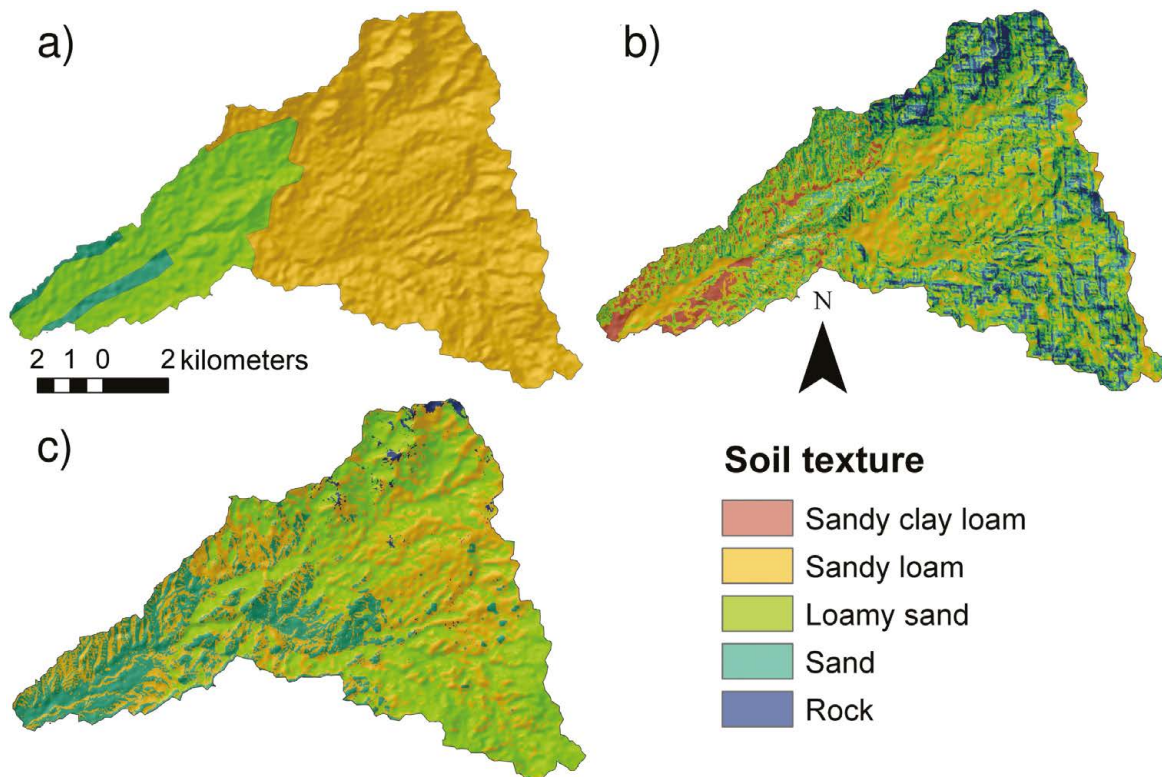 a)
b)
2 1 0 2 kilometers
N
c)
Soil texture
Sandy clay loam
Sandy loam
Loamy sand
Sand
Rock